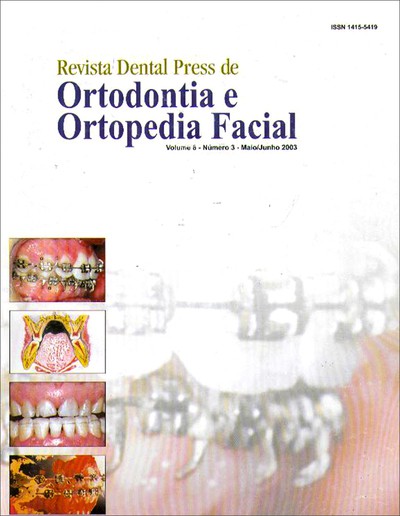 ISSN 1415-5419
Revista Dental Press de
Ortodontia e
Ortopedia Facial
Volume 8 - Número 3 - Maio/Junho 2003